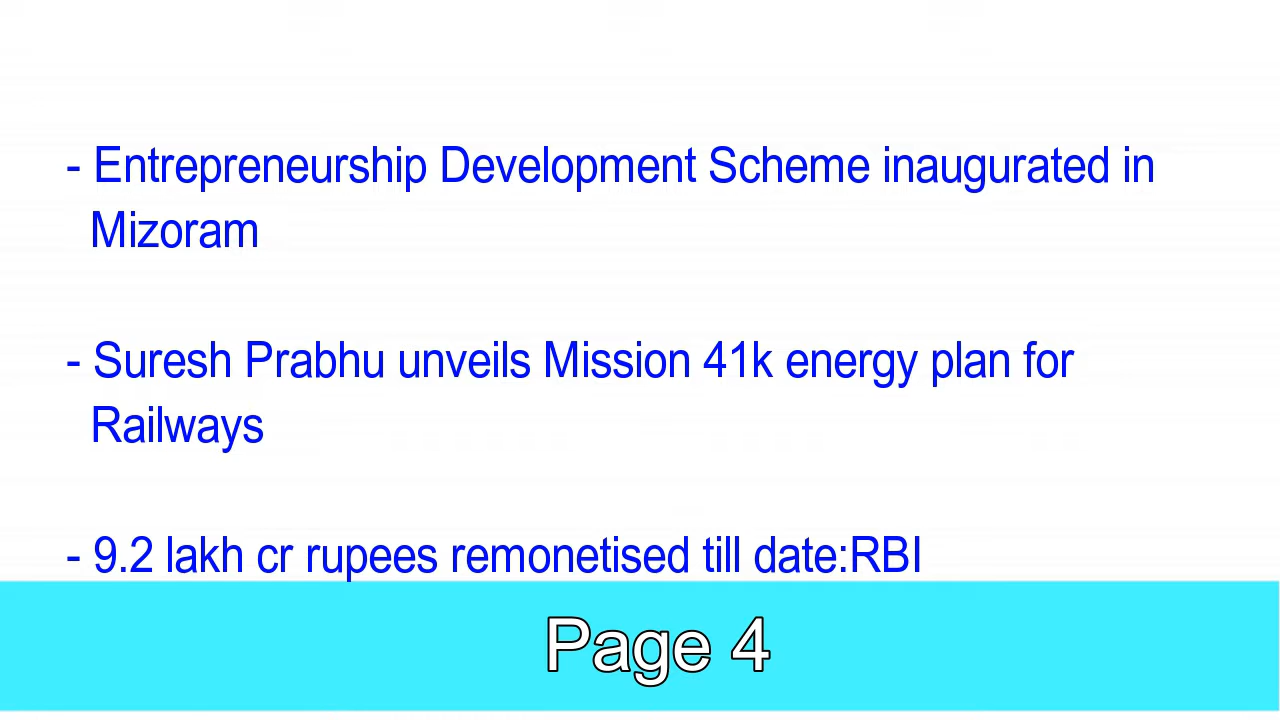 - Entrepreneurship Development Scheme inaugurated in
Mizoram
- Suresh Prabhu unveils Mission 41k energy plan for
Railways
- 9.2 lakh cr rupees remonetised till date:RBI
Page 4